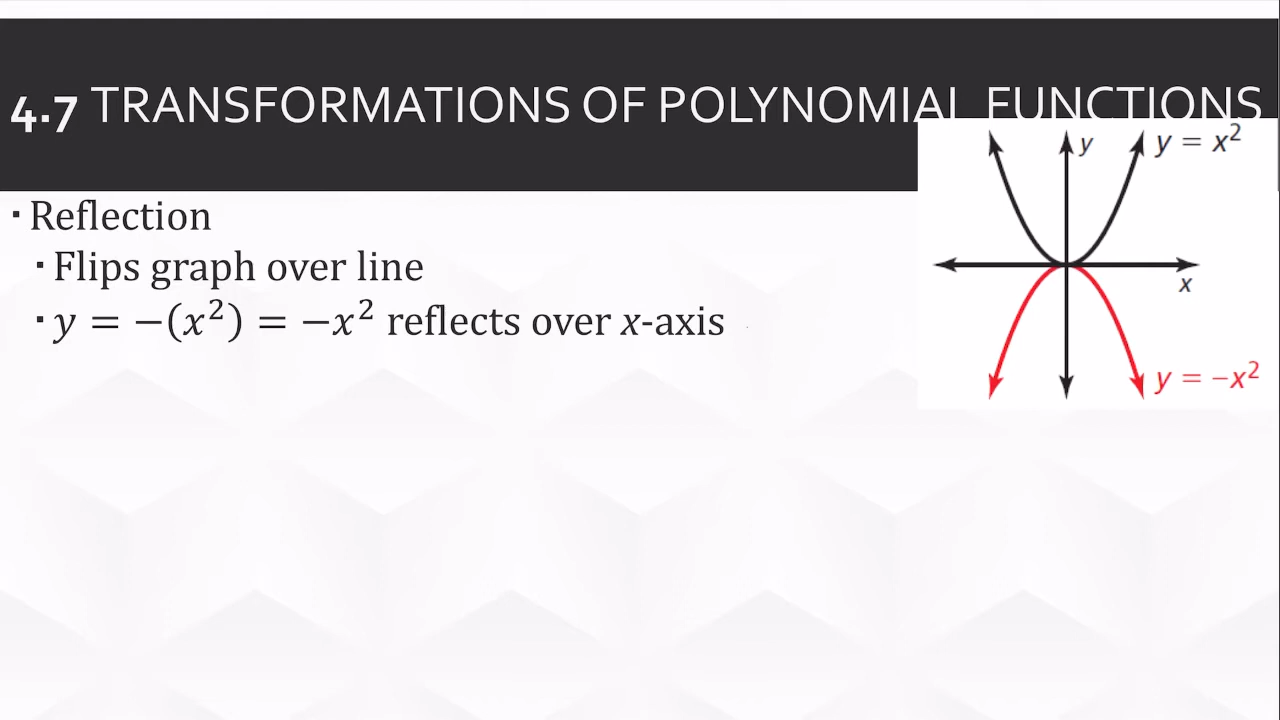 4.7 TRANSFORMATIONS OF POLYNOMIAL FUNCTIONS
y
y = x²
▪ Reflection
▪ Flips graph over line
x
▪ y = −(x²) = −x² reflects over x-axis
y = −x²